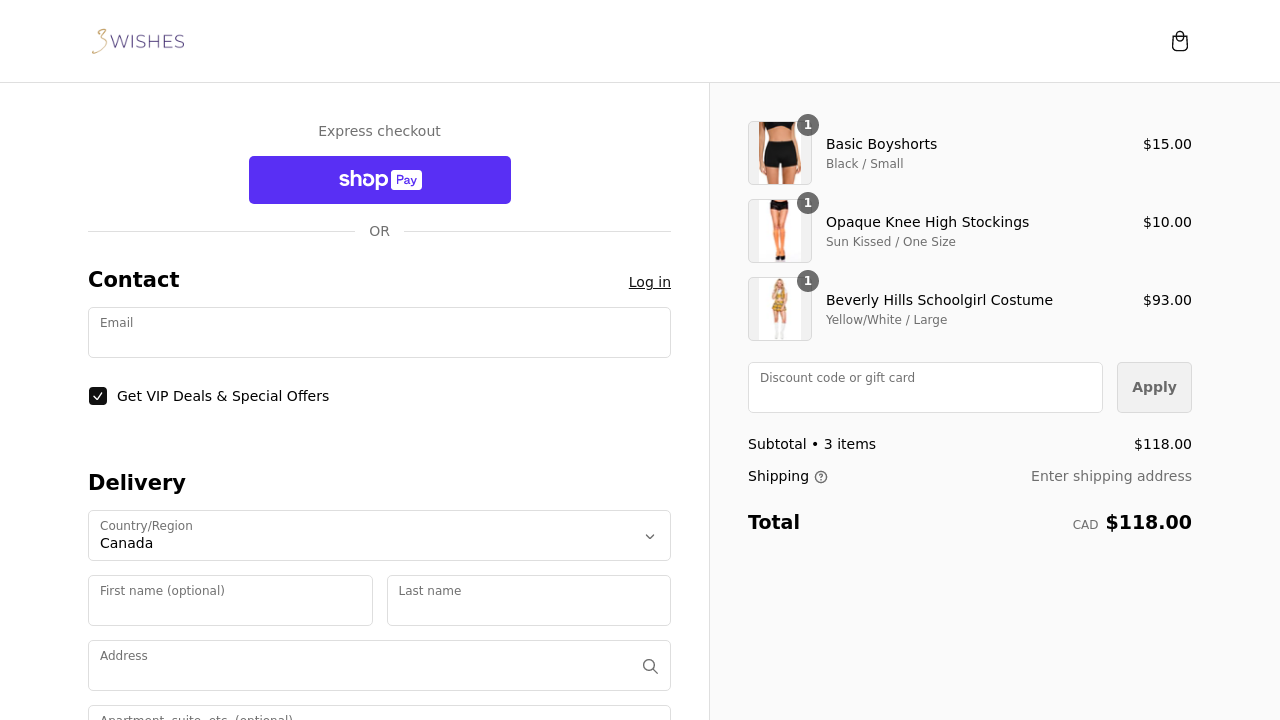 3WISHES
Express checkout
shop Pay
OR
Contact
Log in
Email
Get VIP Deals & Special Offers
Delivery
Country/Region
Canada
First name (optional)
Last name
Address
Apartment, suite, etc. (optional)
1
Basic Boyshorts
$15.00
Black / Small
1
Opaque Knee High Stockings
$10.00
Sun Kissed / One Size
1
Beverly Hills Schoolgirl Costume
$93.00
Yellow/White / Large
Discount code or gift card
Apply
Subtotal • 3 items
$118.00
Shipping
Enter shipping address
Total
CAD $118.00